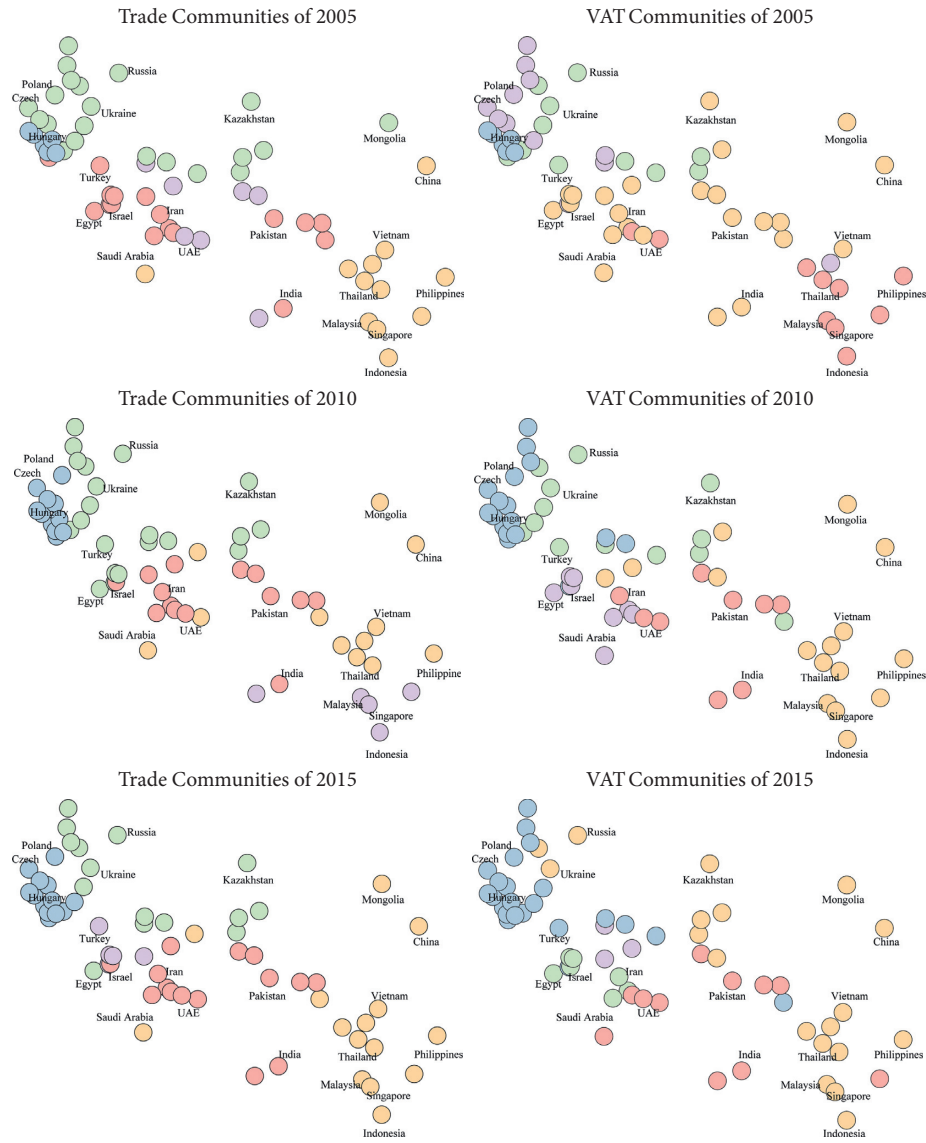 Trade Communities of 2005
Russia
Poland
Czech
Ukraine
Hungary
Kazakhstan
Mongolia
China
Turkey
Egypt
Israel
Iran
Pakistan
Vietnam
Saudi Arabia
UAE
Philippines
India
Thailand
Malaysia
Singapore
Indonesia
VAT Communities of 2005
Russia
Poland
Czech
Ukraine
Hungary
Kazakhstan
Mongolia
China
Turkey
Egypt
Israel
Iran
Pakistan
Vietnam
Saudi Arabia
UAE
Philippines
India
Thailand
Malaysia
Singapore
Indonesia
Trade Communities of 2010
Russia
Poland
Czech
Ukraine
Hungary
Kazakhstan
Mongolia
China
Turkey
Egypt
Israel
Iran
Pakistan
Vietnam
Saudi Arabia
UAE
Philippine
India
Thailand
Malaysia
Singapore
Indonesia
VAT Communities of 2010
Russia
Poland
Czech
Ukraine
Hungary
Kazakhstan
Mongolia
China
Turkey
Egypt
Israel
Iran
Pakistan
Vietnam
Saudi Arabia
UAE
Philippines
India
Thailand
Malaysia
Singapore
Indonesia
Trade Communities of 2015
Russia
Poland
Czech
Ukraine
Hungary
Kazakhstan
Mongolia
China
Turkey
Egypt
Israel
Iran
Pakistan
Vietnam
Saudi Arabia
UAE
Philippines
India
Thailand
Malaysia
Singapore
Indonesia
VAT Communities of 2015
Russia
Poland
Czech
Ukraine
Hungary
Kazakhstan
Mongolia
China
Turkey
Egypt
Israel
Iran
Pakistan
Vietnam
Saudi Arabia
UAE
Philippines
India
Thailand
Malaysia
Singapore
Indonesia